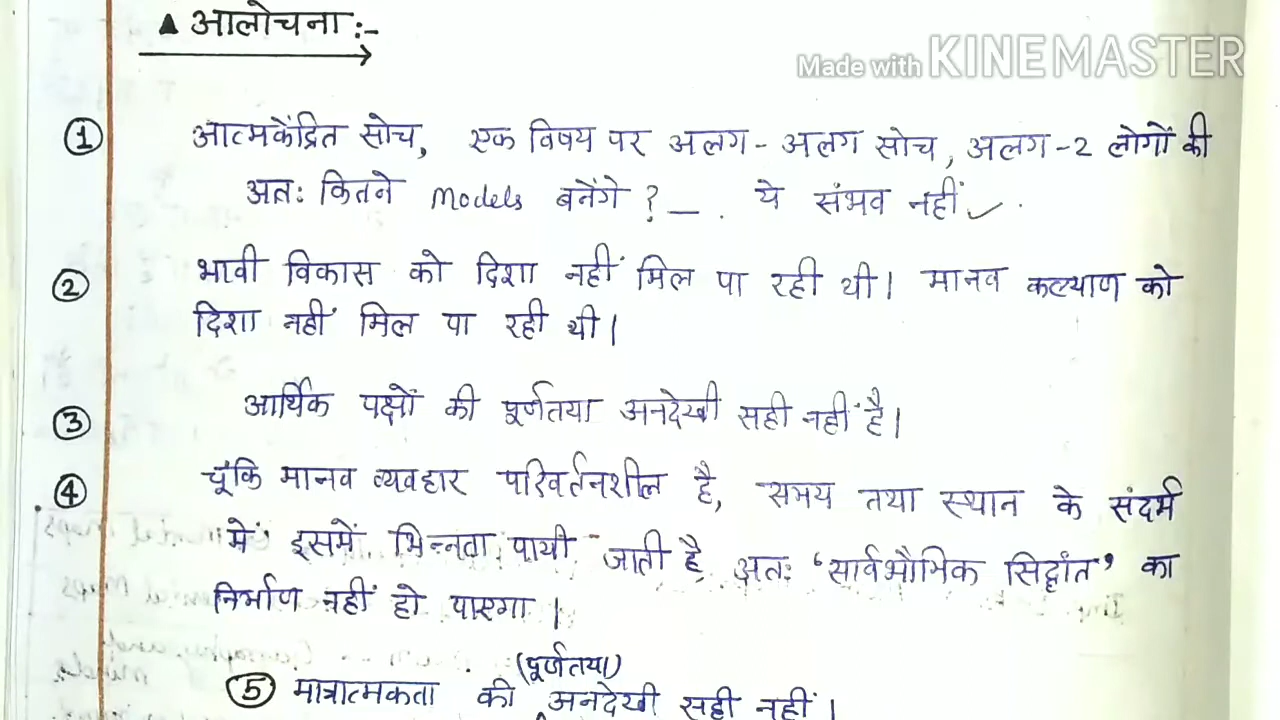 ▲ आलोचना :-
Made with KINEMASTER
① आत्मकेंद्रित सोच, एक विषय पर अलग - अलग सोच, अलग -2 लोगों की
अतः कितने Models बनेंगे ? _ . ये संभव नहीं ✓ .
② भावी विकास को दिशा नहीं मिल पा रही थी। मानव कल्याण को
दिशा नहीं मिल पा रही थी।
③ आर्थिक पक्षों की पूर्णतया अनदेखी सही नहीं है।
④ चूंकि मानव व्यवहार परिवर्तनशील है, समय तथा स्थान के संदर्भ
में इसमें भिन्नता पायी जाती है, अतः ‘सार्वभौमिक सिद्धांत’ का
निर्माण नहीं हो पाएगा ।
(पूर्णतया)
⑤ मात्रात्मकता की अनदेखी सही नहीं ।